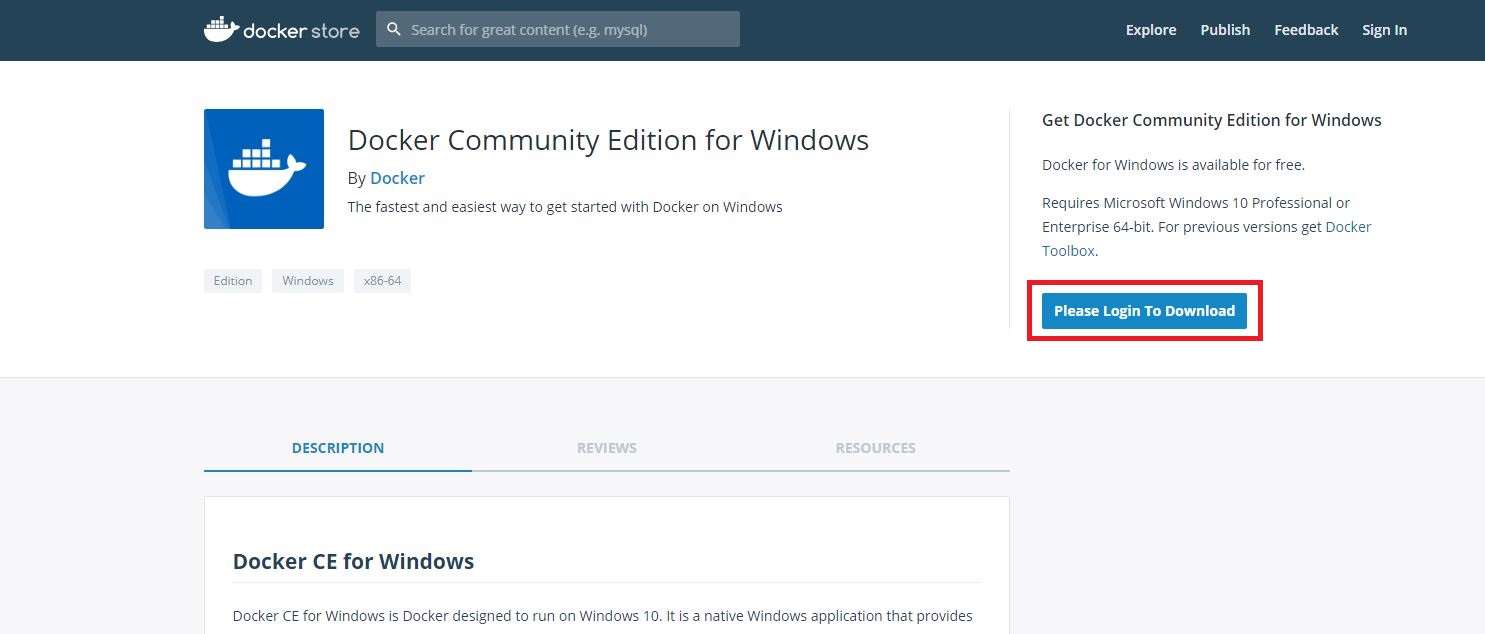 docker store
Search for great content (e.g. mysql)
Explore Publish Feedback Sign In
Docker Community Edition for Windows
By Docker
The fastest and easiest way to get started with Docker on Windows
Edition Windows x86-64
Get Docker Community Edition for Windows
Docker for Windows is available for free.
Requires Microsoft Windows 10 Professional or
Enterprise 64-bit. For previous versions get Docker
Toolbox.
Please Login To Download
DESCRIPTION REVIEWS RESOURCES
Docker CE for Windows
Docker CE for Windows is Docker designed to run on Windows 10. It is a native Windows application that provides